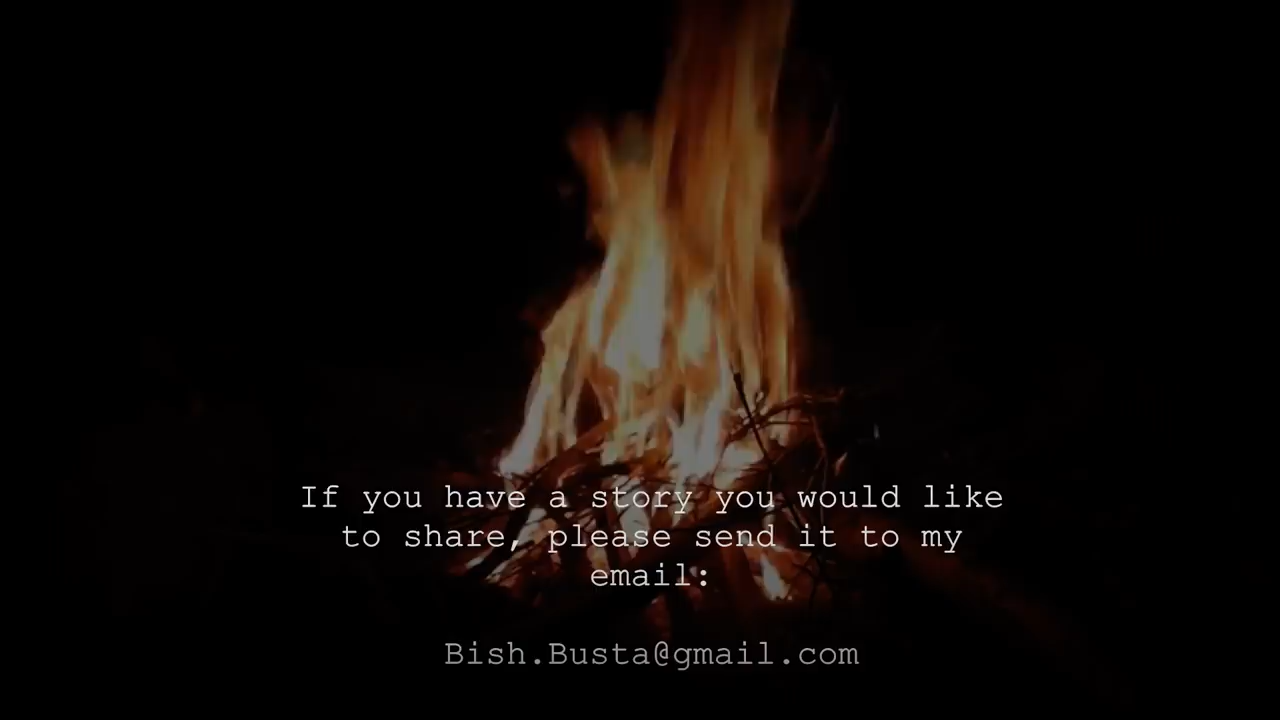 If you have a story you would like
to share, please send it to my
email:
Bish.Busta@gmail.com